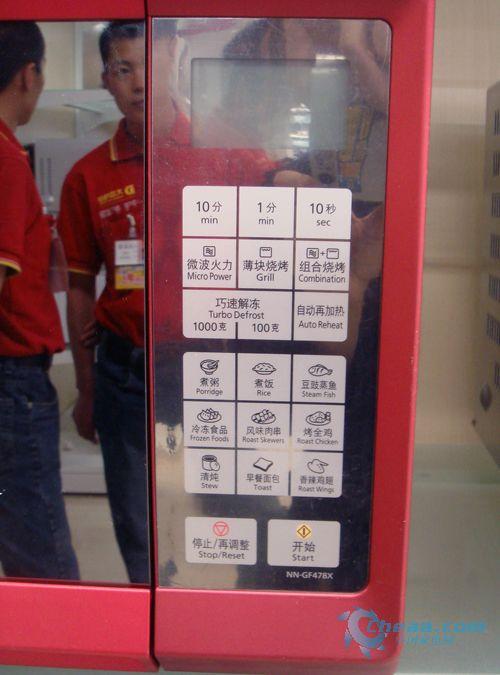 10分 1分 10秒
min min sec
微波火力 薄块烧烤 组合烧烤
Micro Power Grill Combination
巧速解冻 自动再加热
Turbo Defrost Auto Reheat
1000克 100克
煮粥 煮饭 豆豉蒸鱼
Porridge Rice Steam Fish
冷冻食品 风味肉串 烤全鸡
Frozen Foods Roast Skewers Roast Chicken
清炖 早餐面包 香辣鸡翅
Stew Toast Roast Wings
停止/再调整 开始
Stop/Reset Start
NN-GF47BX
Cheaa.com